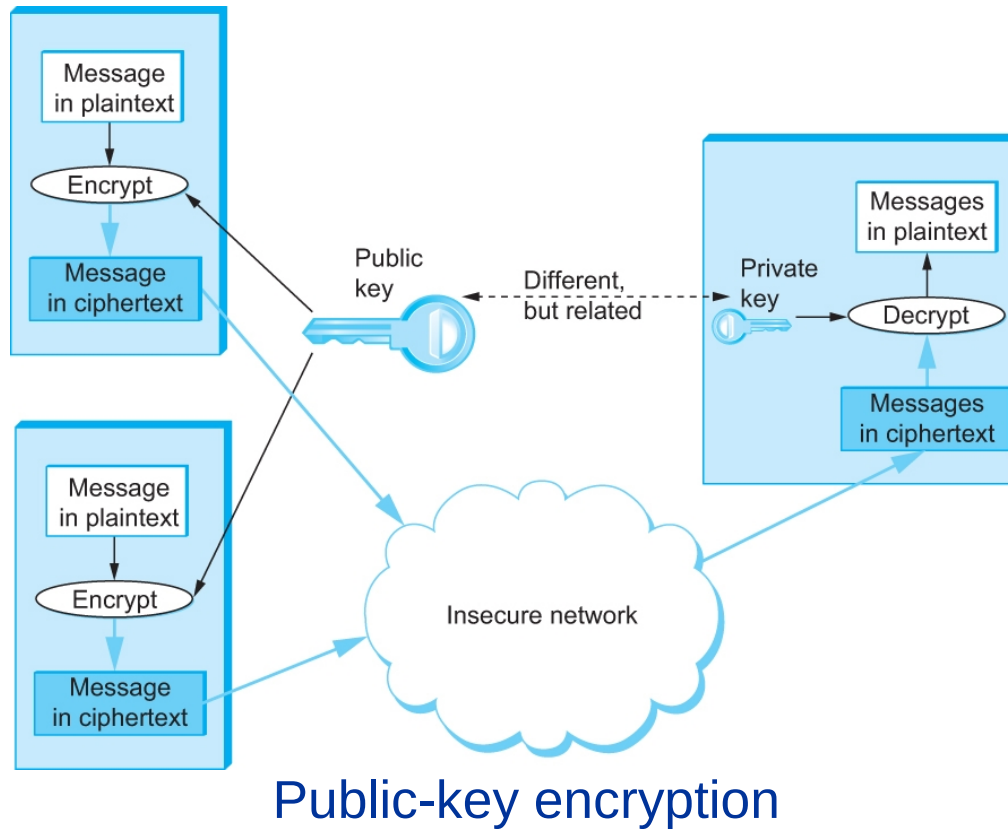 Message
in plaintext
Encrypt
Message
in ciphertext
Public
key
Different,
but related
Private
key
Messages
in plaintext
Decrypt
Messages
in ciphertext
Message
in plaintext
Encrypt
Message
in ciphertext
Insecure network
Public-key encryption